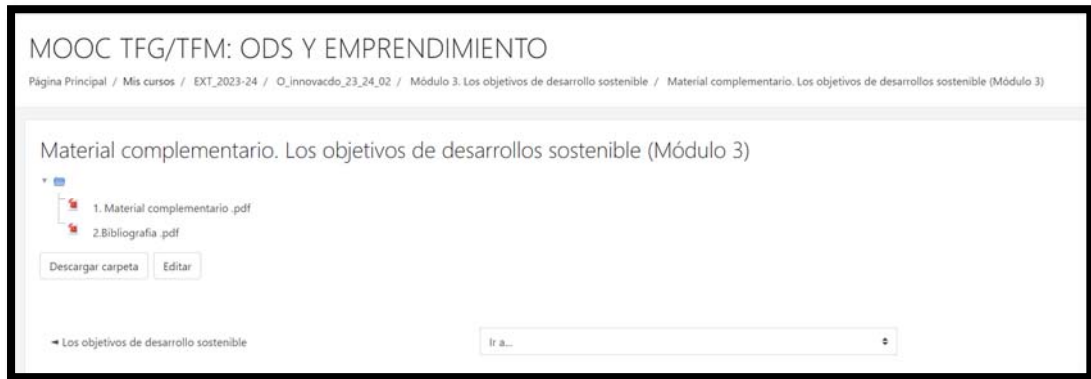 MOOC TFG/TFM: ODS Y EMPRENDIMIENTO
Página Principal / Mis cursos / EXT_2023-24 / O_innovacdo_23_24_02 / Módulo 3. Los objetivos de desarrollo sostenible / Material complementario. Los objetivos de desarrollos sostenible (Módulo 3)
Material complementario. Los objetivos de desarrollos sostenible (Módulo 3)
1. Material complementario .pdf
2.Bibliografia .pdf
Descargar carpeta Editar
◄ Los objetivos de desarrollo sostenible Ir a...